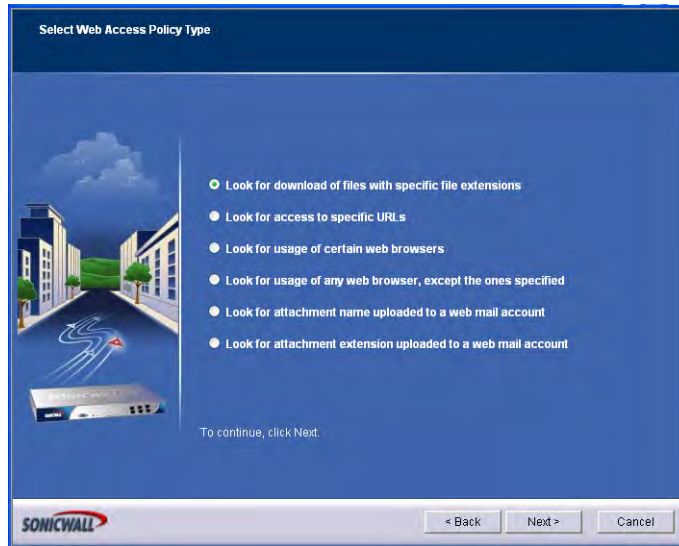 Select Web Access Policy Type
Look for download of files with specific file extensions
Look for access to specific URLs
Look for usage of certain web browsers
Look for usage of any web browser, except the ones specified
Look for attachment name uploaded to a web mail account
Look for attachment extension uploaded to a web mail account
To continue, click Next.
SONICWALL
< Back
Next >
Cancel